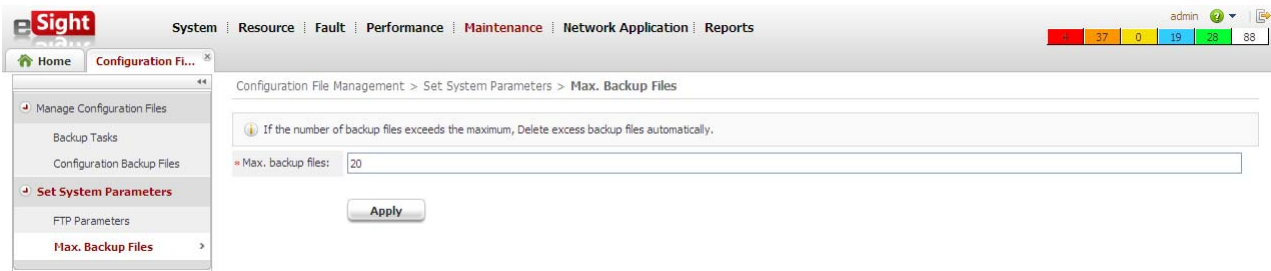 eSight
System Resource Fault Performance Maintenance Network Application Reports
admin
4 37 0 19 28 88
Home Configuration Fi...
Configuration File Management > Set System Parameters > Max. Backup Files
Manage Configuration Files
Backup Tasks
Configuration Backup Files
Set System Parameters
FTP Parameters
Max. Backup Files >
If the number of backup files exceeds the maximum, Delete excess backup files automatically.
* Max. backup files: 20
Apply